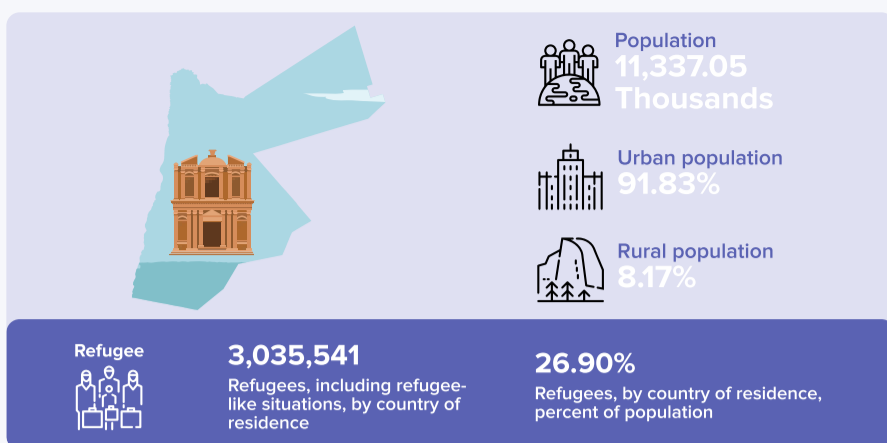 Population
11,337.05
Thousands
Urban population
91.83%
Rural population
8.17%
Refugee
3,035,541
Refugees, including refugee-
like situations, by country of
residence
26.90%
Refugees, by country of residence,
percent of population